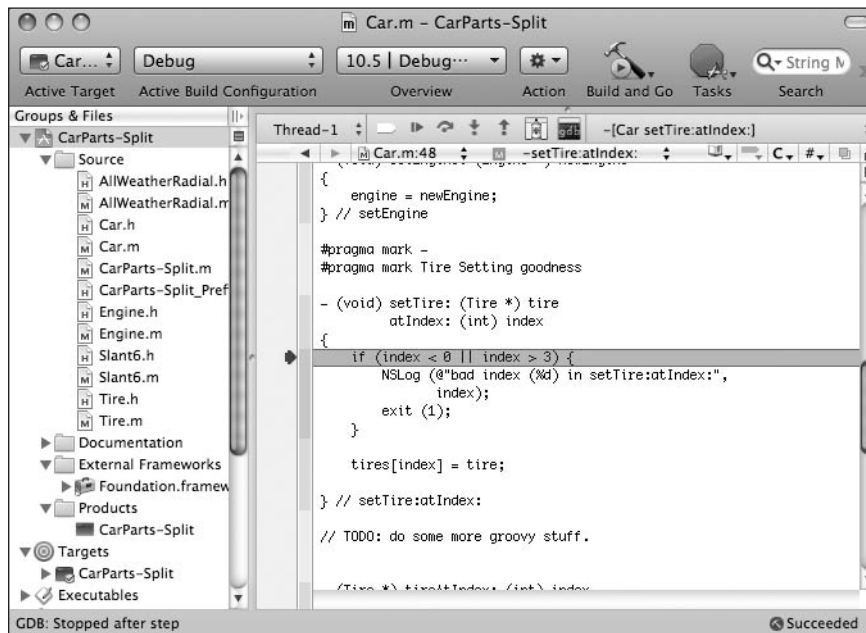 Car.m – CarParts-Split
Car... Debug 10.5 | Debug··· String M
Active Target Active Build Configuration Overview Action Build and Go Tasks Search
Groups & Files
CarParts-Split
Source
AllWeatherRadial.h
AllWeatherRadial.m
Car.h
Car.m
CarParts-Split.m
CarParts-Split_Pref
Engine.h
Engine.m
Slant6.h
Slant6.m
Tire.h
Tire.m
Documentation
External Frameworks
Foundation.framew
Products
CarParts-Split
Targets
CarParts-Split
Executables
Thread-1 gdb -[Car setTire:atIndex:]
Car.m:48 -setTire:atIndex: C, #,
{
engine = newEngine;
} // setEngine
#pragma mark -
#pragma mark Tire Setting goodness
- (void) setTire: (Tire *) tire
atIndex: (int) index
{
if (index < 0 || index > 3) {
NSLog (@"bad index (%d) in setTire:atIndex:",
index);
exit (1);
}
tires[index] = tire;
} // setTire:atIndex:
// TODO: do some more groovy stuff.
(Tire *) tireAtIndex: (int) index
GDB: Stopped after step
Succeeded